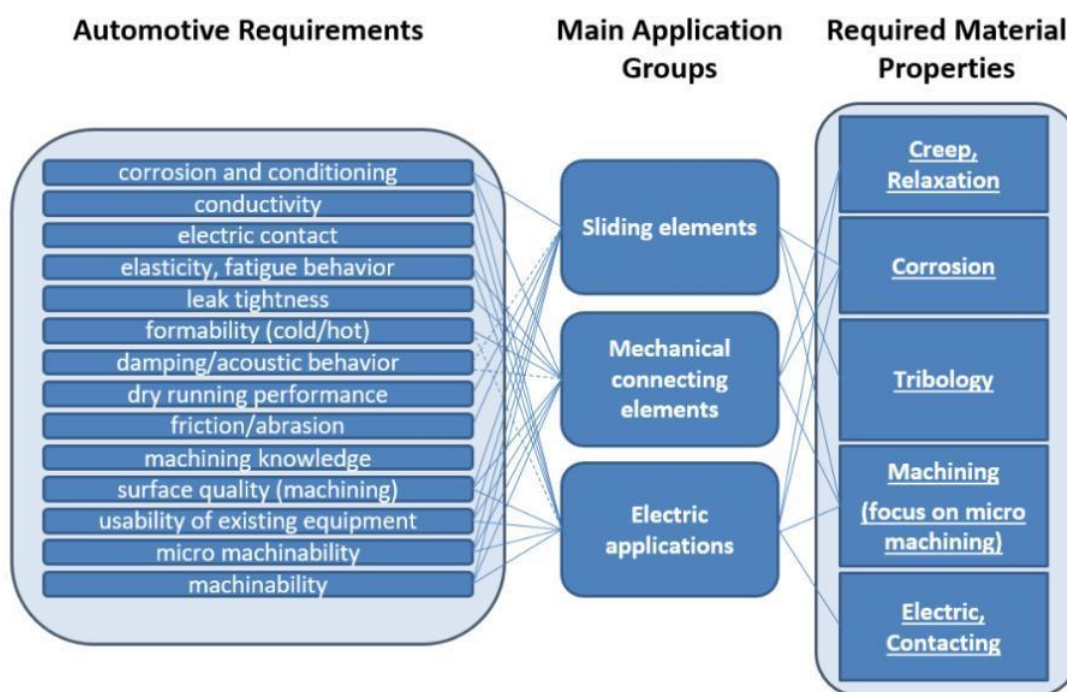 Automotive Requirements
Main Application
Groups
Required Material
Properties
corrosion and conditioning
conductivity
electric contact
elasticity, fatigue behavior
leak tightness
formability (cold/hot)
damping/acoustic behavior
dry running performance
friction/abrasion
machining knowledge
surface quality (machining)
usability of existing equipment
micro machinability
machinability
Sliding elements
Mechanical
connecting
elements
Electric
applications
Creep,
Relaxation
Corrosion
Tribology
Machining
(focus on micro
machining)
Electric,
Contacting